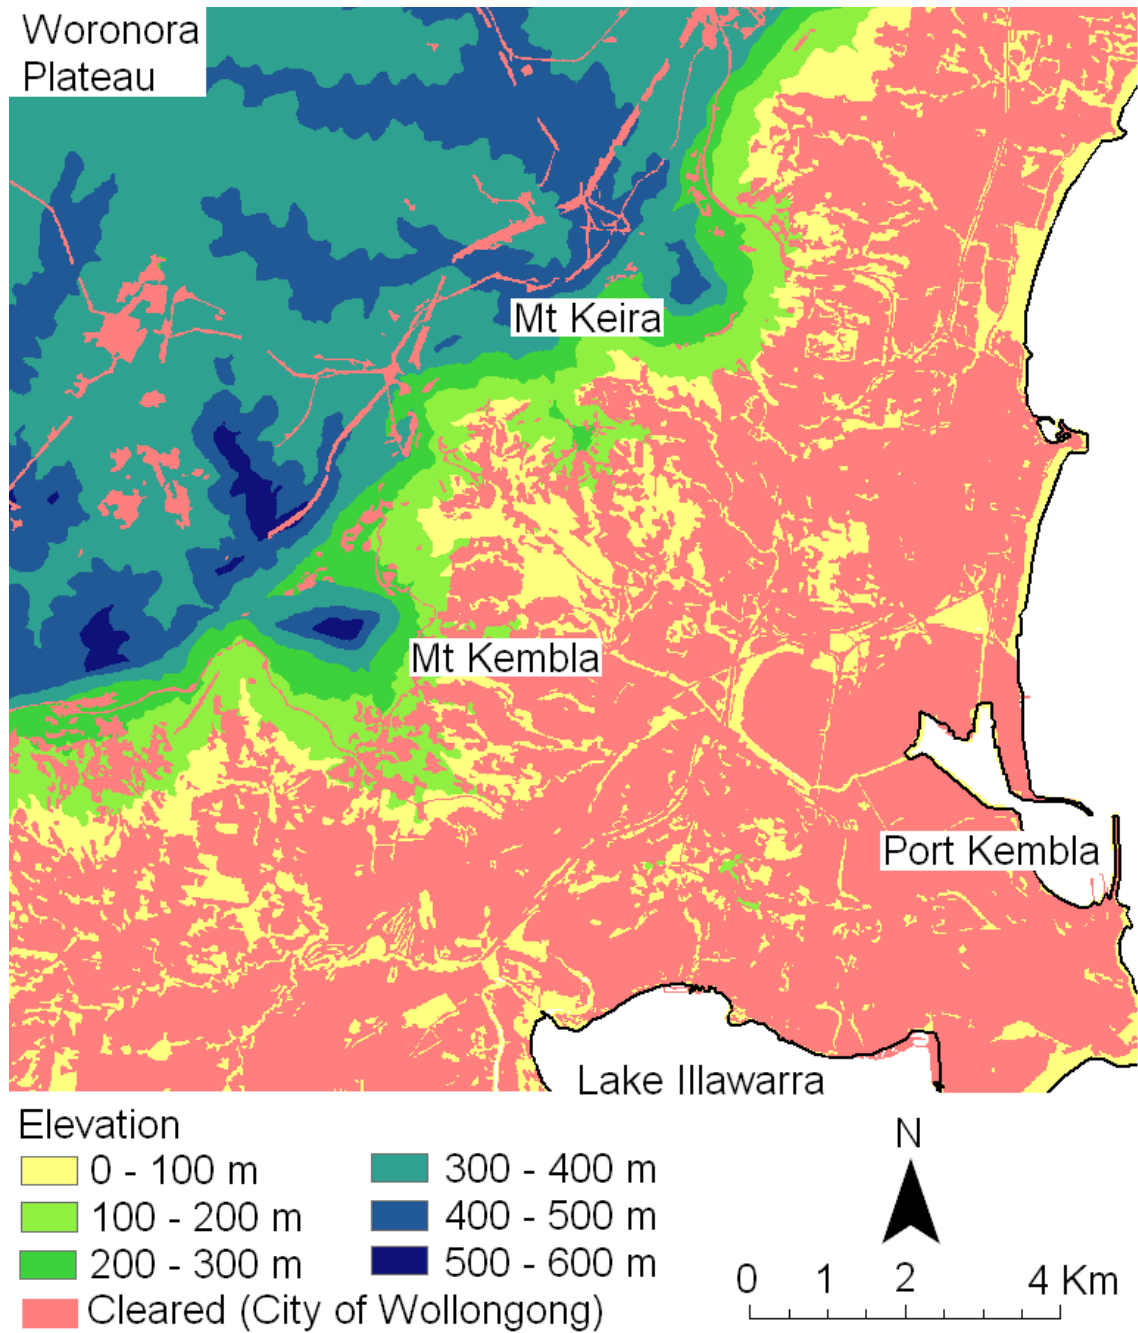 Woronora
Plateau
Mt Keira
Mt Kembla
Port Kembla
Lake Illawarra
Elevation
0 - 100 m
100 - 200 m
200 - 300 m
300 - 400 m
400 - 500 m
500 - 600 m
Cleared (City of Wollongong)
N
0 1 2 4 Km